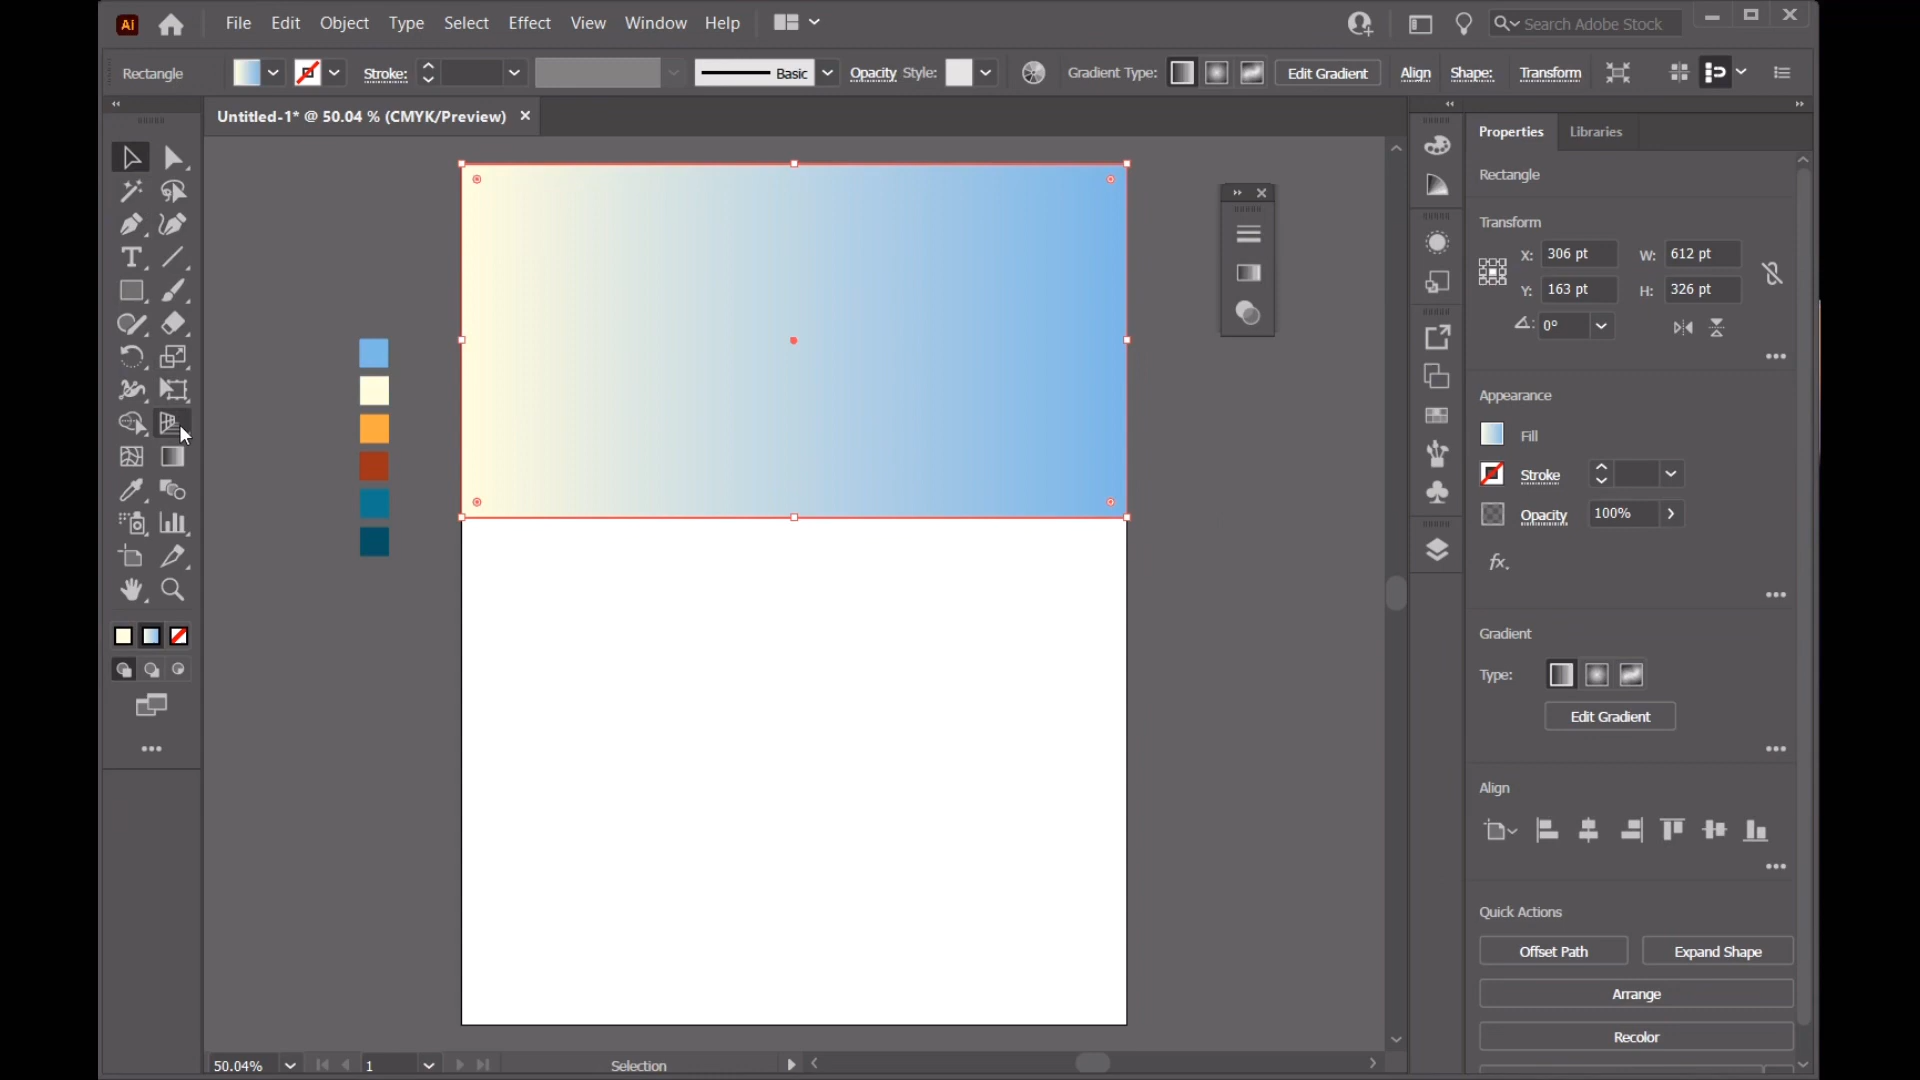 Ai File Edit Object Type Select Effect View Window Help Search Adobe Stock
Rectangle Stroke: Basic Opacity Style: Gradient Type: Edit Gradient Align Shape: Transform
Untitled-1* @ 50.04 % (CMYK/Preview)
Properties Libraries
Rectangle
Transform
X: 306 pt W: 612 pt
Y: 163 pt H: 326 pt
0°
Appearance
Fill
Stroke
Opacity 100%
fx.
Gradient
Type:
Edit Gradient
Align
Quick Actions
Offset Path Expand Shape
Arrange
Recolor
50.04% 1 Selection